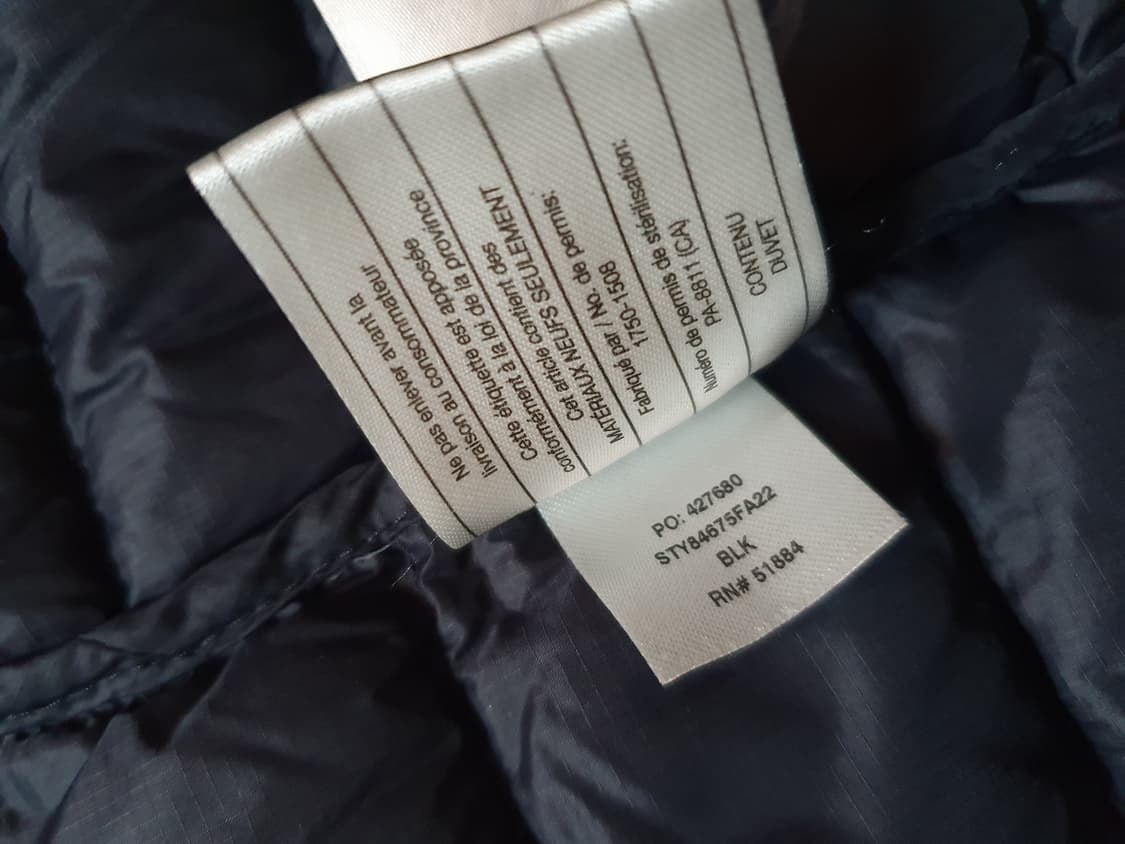 Ne pas enlever avant la
livraison au consommateur
Cette étiquette est apposée
conformément à la loi de la province
Cet article contient des
MATÉRIAUX NEUFS SEULEMENT
Fabriqué par / No. de permis:
1750-1508
Numéro de permis de stérilisation:
PA-8811 (CA)
CONTENU
DUVET
PO: 427680
STY84675FA22
BLK
RN# 51884